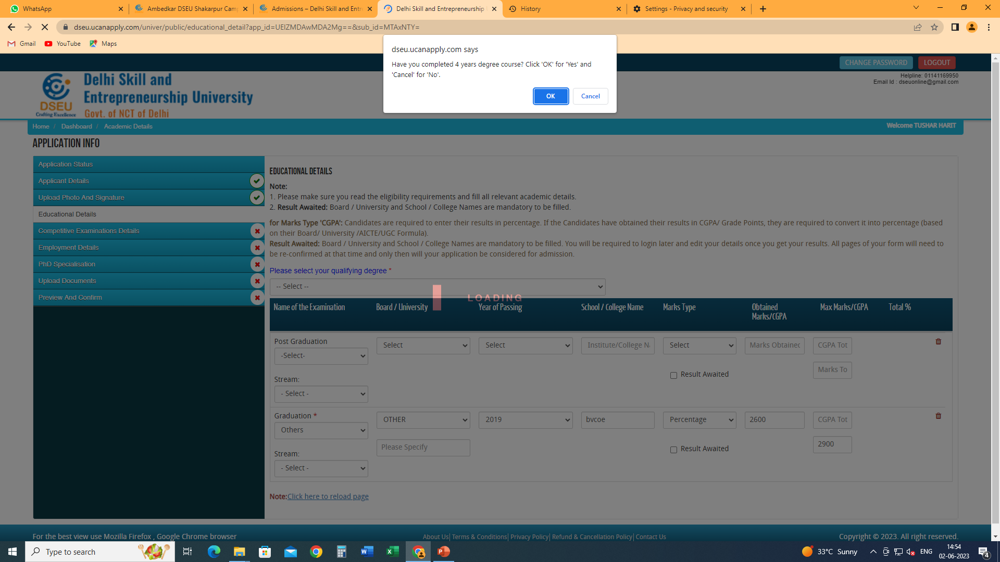 WhatsApp
Ambedkar DSEU Shakarpur Camp
Admissions – Delhi Skill and Entre
Delhi Skill and Entrepreneurship
History
Settings - Privacy and security
dseu.ucanapply.com/univer/public/educational_detail?app_id=UElZMDAwMDA2Mg==&sub_id=MTAxNTY=
Gmail YouTube Maps
dseu.ucanapply.com says
Have you completed 4 years degree course? Click 'OK' for 'Yes' and
'Cancel' for 'No'.
OK Cancel
CHANGE PASSWORD LOGOUT
Helpline: 01141169950
Email Id : dseuonline@gmail.com
DSEU
Crafting Excellence
Delhi Skill and
Entrepreneurship University
Govt. of NCT of Delhi
Home / Dashboard / Academic Details
Welcome TUSHAR HARIT
APPLICATION INFO
Application Status
Applicant Details
Upload Photo And Signature
Educational Details
Competitive Examinations Details
Employment Details
PhD Specialisation
Upload Documents
Preview And Confirm
EDUCATIONAL DETAILS
Note:
1. Please make sure you read the eligibility requirements and fill all relevant academic details.
2. Result Awaited: Board / University and School / College Names are mandatory to be filled.
for Marks Type 'CGPA': Candidates are required to enter their results in percentage. If the Candidates have obtained their results in CGPA/ Grade Points, they are required to convert it into percentage (based
on their Board/ University /AICTE/UGC Formula).
Result Awaited: Board / University and School / College Names are mandatory to be filled. You will be required to login later and edit your details once you get your results. All pages of your form will need to
be re-confirmed at that time and only then will your application be considered for admission.
Please select your qualifying degree *
-- Select --
LOADING
Name of the Examination Board / University Year of Passing School / College Name Marks Type Obtained Marks/CGPA Max Marks/CGPA Total %
Post Graduation
-Select- Select Select Institute/College Na Select Marks Obtained CGPA Tot
Marks To
Result Awaited
Stream:
- Select -
Graduation *
Others OTHER 2019 bvcoe Percentage 2600 CGPA Tot
Please Specify
Result Awaited
2900
Stream:
- Select -
Note:Click here to reload page
For the best view use Mozilla Firefox , Google Chrome browser
About Us| Terms & Conditions| Privacy Policy| Refund & Cancellation Policy| Contact Us
Copyright © 2023. All right reserved.
Type to search
33°C Sunny
ENG
14:54
02-06-2023
4